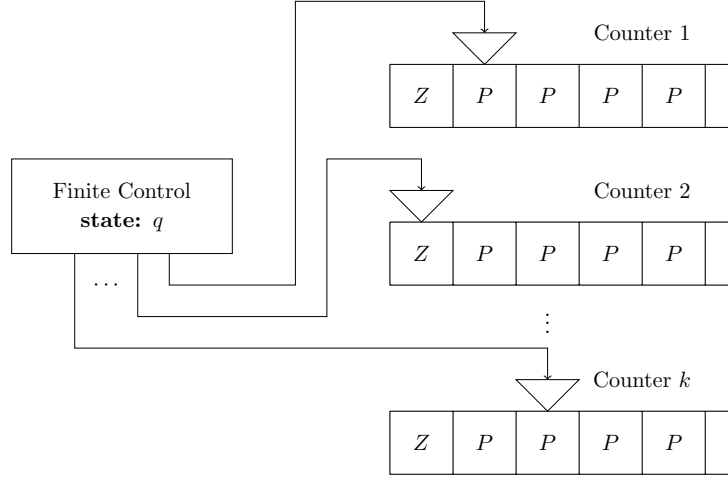 Counter 1
Z P P P P
Finite Control
state: q
...
Counter 2
Z P P P P
⋮
Counter k
Z P P P P